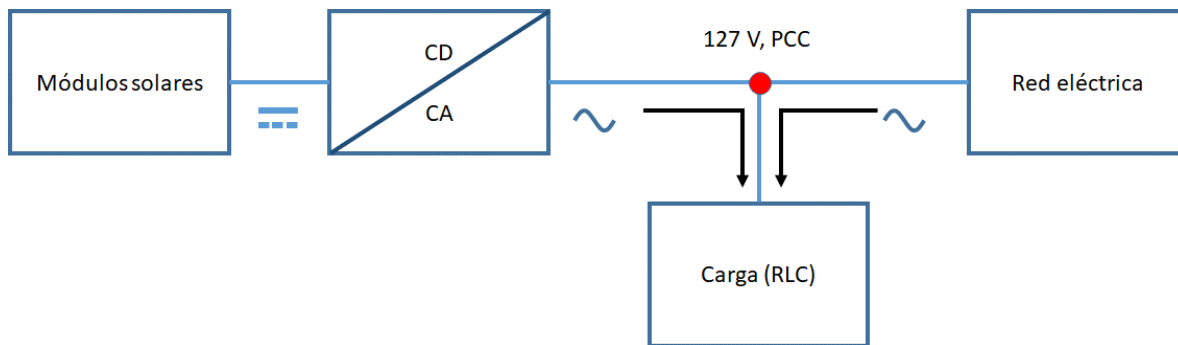 Módulos solares
CD
CA
127 V, PCC
Red eléctrica
Carga (RLC)